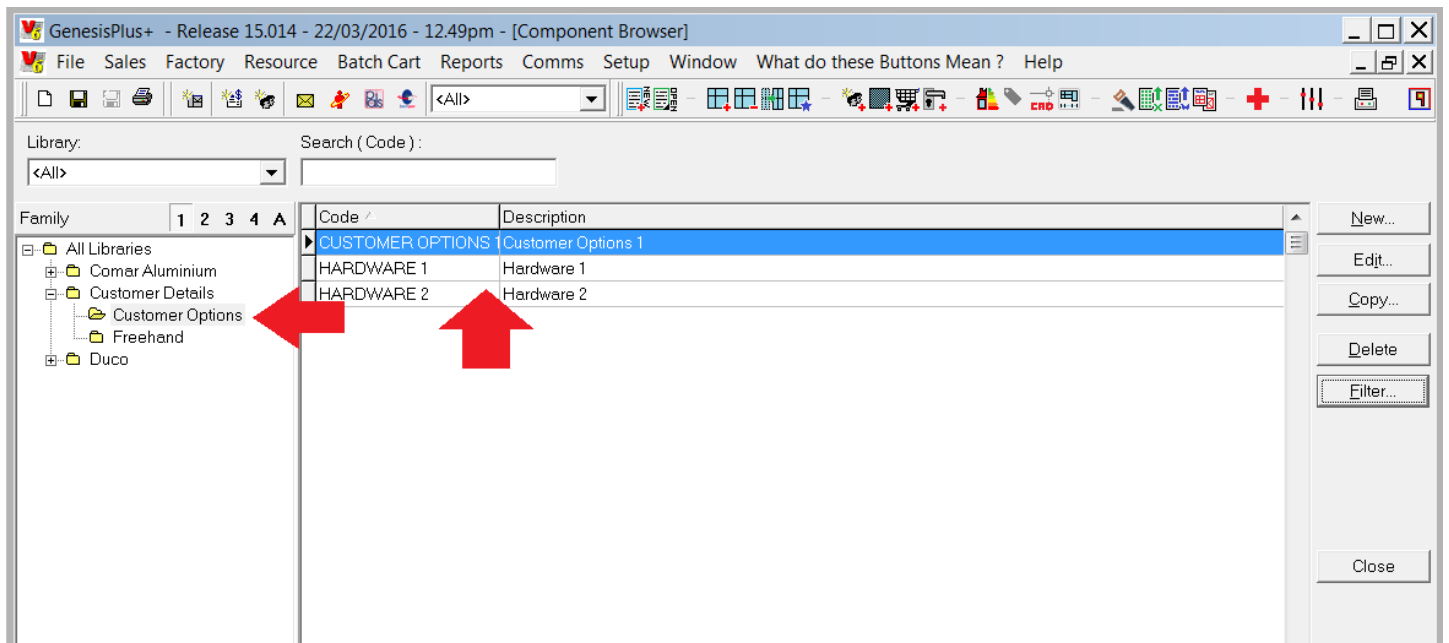 GenesisPlus+ - Release 15.014 - 22/03/2016 - 12.49pm - [Component Browser]
File Sales Factory Resource Batch Cart Reports Comms Setup Window What do these Buttons Mean ? Help
<All>
Library: Search ( Code ) :
<All>
Family 1 2 3 4 A Code Description New...
CUSTOMER OPTIONS 1 Customer Options 1
All Libraries
Edit...
Comar Aluminium HARDWARE 1 Hardware 1
Customer Details HARDWARE 2 Hardware 2 Copy...
Customer Options
Freehand
Delete
Duco
Filter...
Close